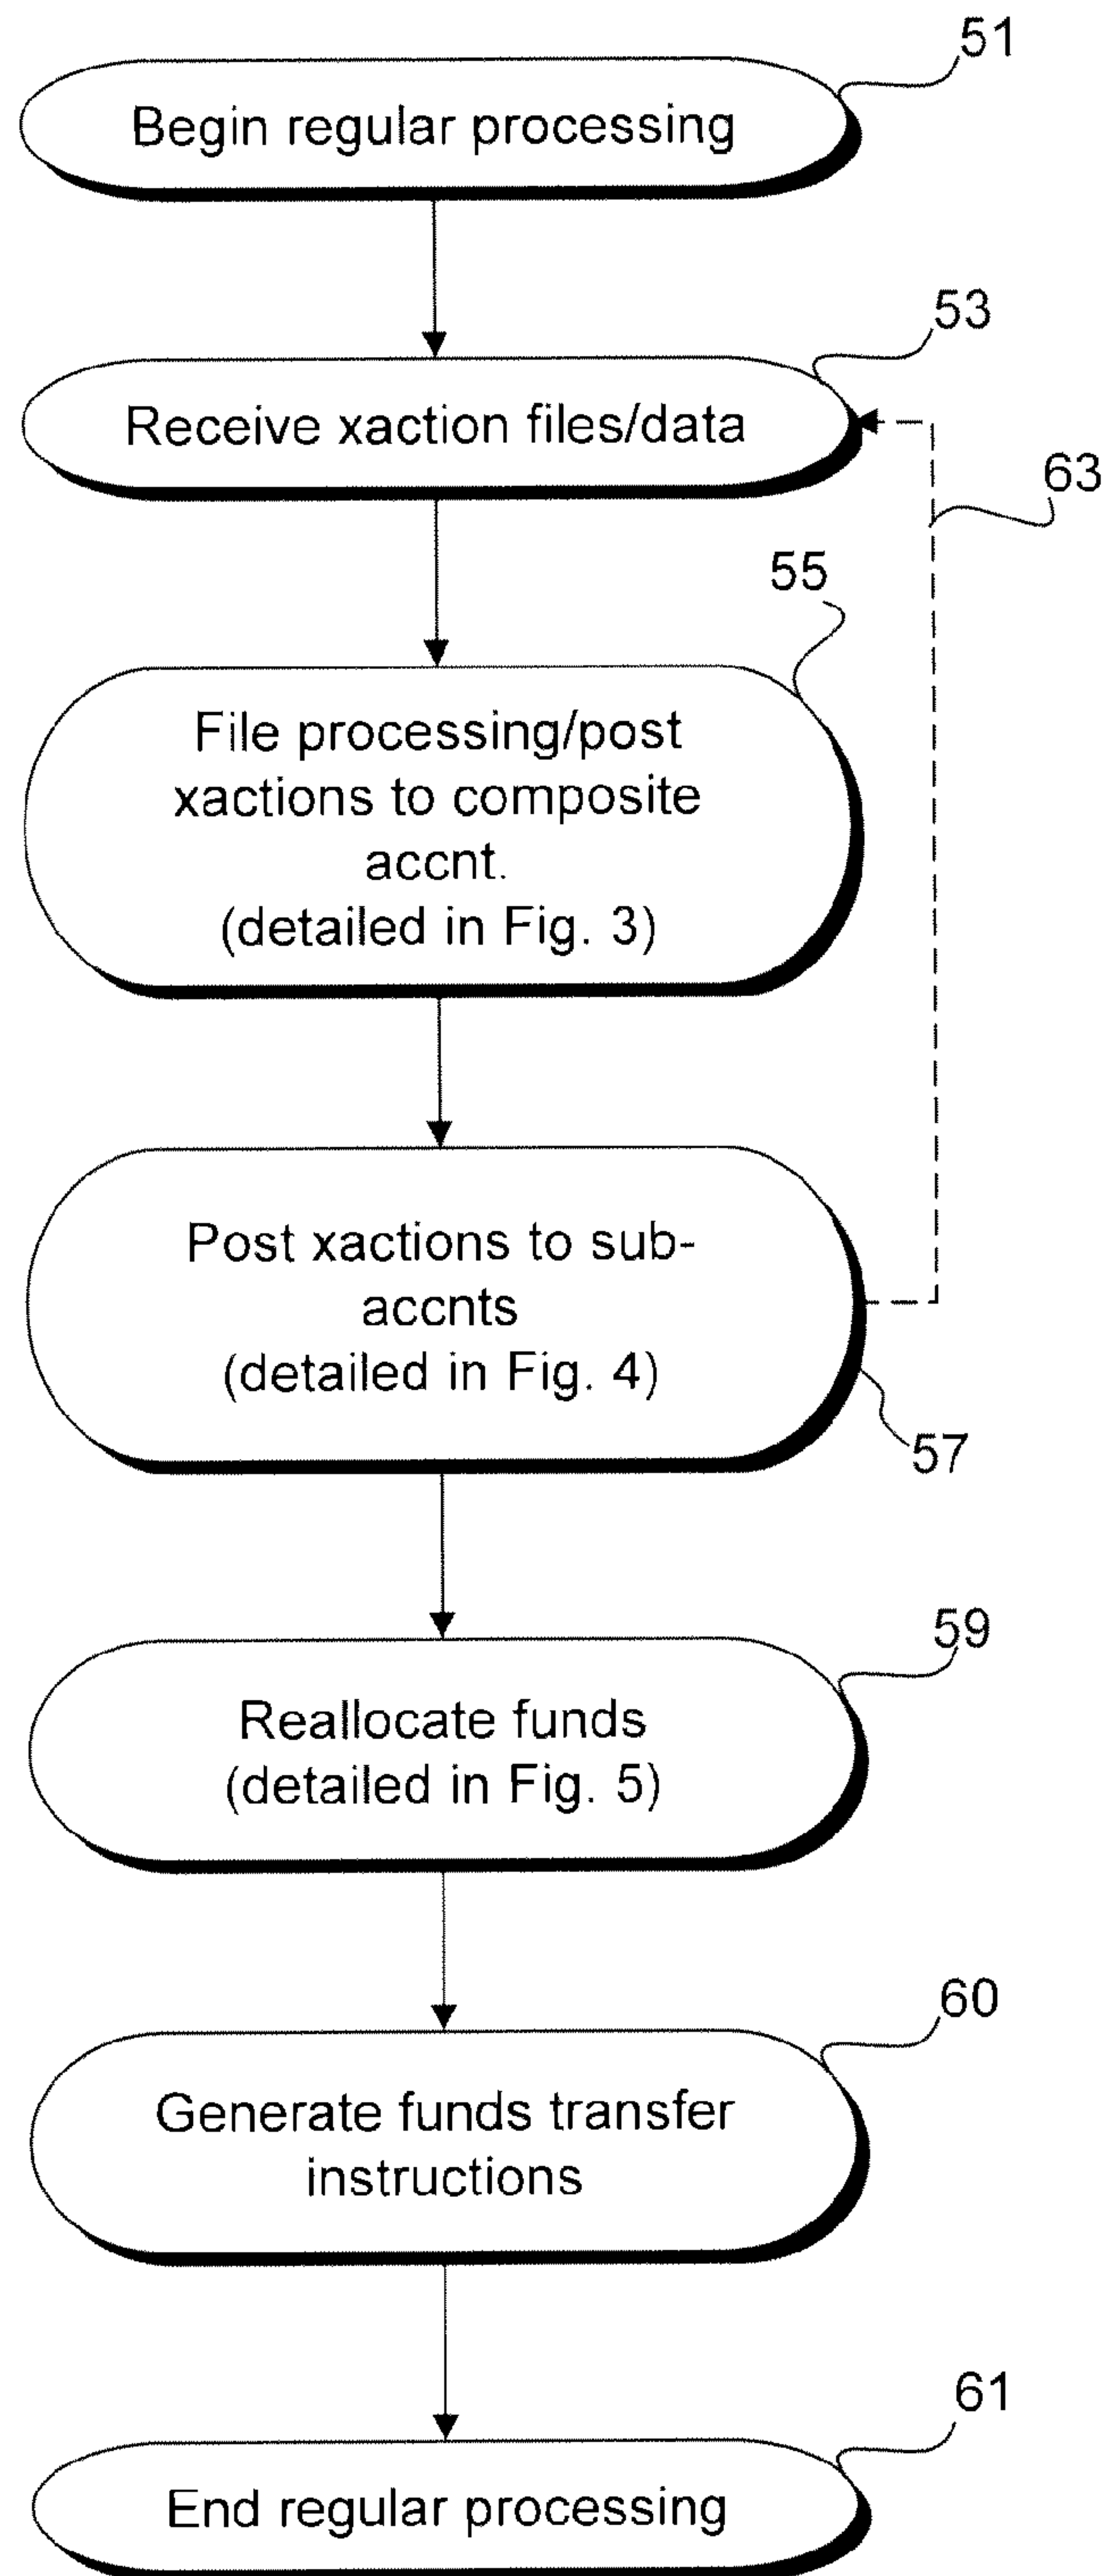 51
Begin regular processing
53
Receive xaction files/data
63
55
File processing/post
xactions to composite
accnt.
(detailed in Fig. 3)
Post xactions to sub-
accnts
(detailed in Fig. 4)
57
59
Reallocate funds
(detailed in Fig. 5)
60
Generate funds transfer
instructions
61
End regular processing